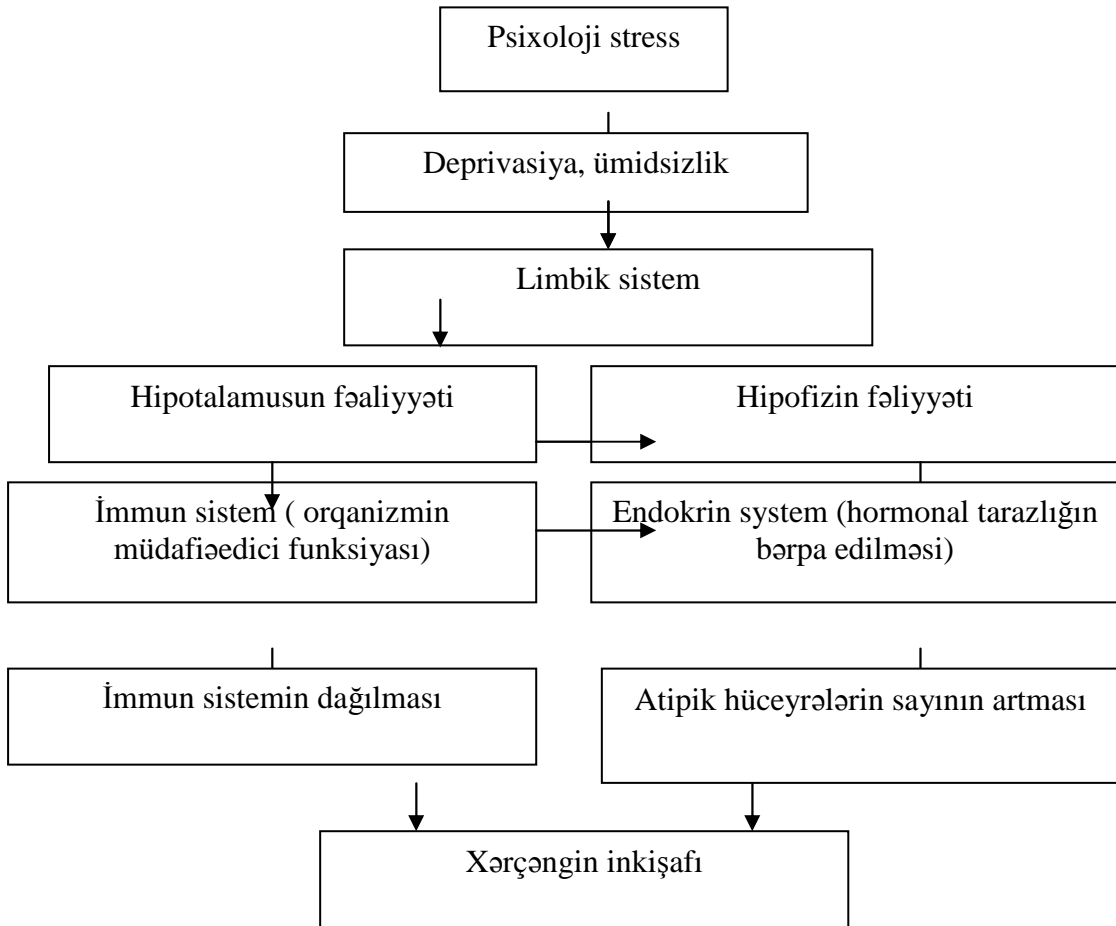 Psixoloji stress
Deprivasiya, ümidsizlik
Limbik sistem
Hipotalamusun fəaliyyəti
Hipofizin fəliyyəti
İmmun sistem ( orqanizmin
müdafiəedici funksiyası)
Endokrin system (hormonal tarazlığın
bərpa edilməsi)
İmmun sistemin dağılması
Atipik hüceyrələrin sayının artması
Xərçəngin inkişafı